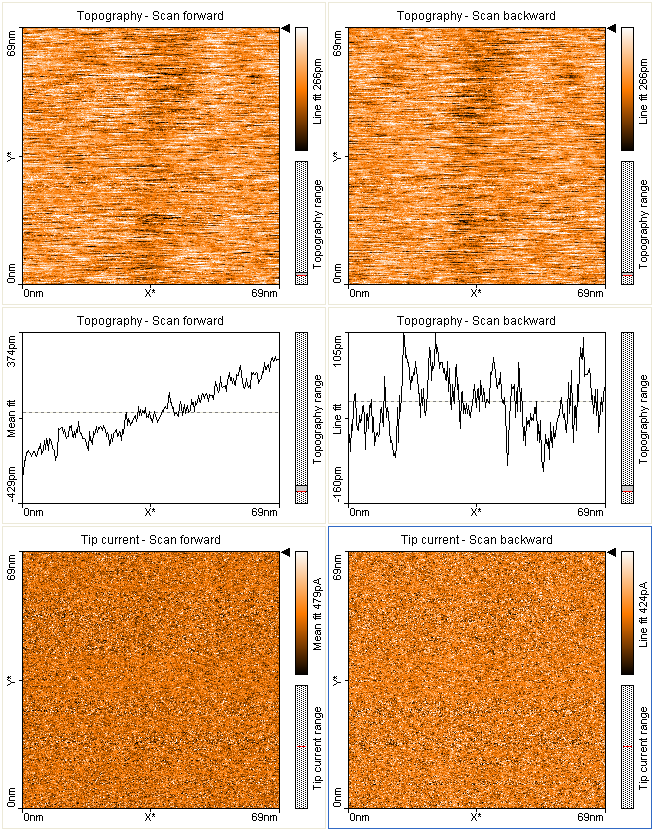 Topography - Scan forward
69nm
Y*
0nm
0nm
X*
69nm
Line fit 266pm
Topography range
Topography - Scan backward
69nm
Y*
0nm
0nm
X*
69nm
Line fit 266pm
Topography range
Topography - Scan forward
374pm
Mean fit
-429pm
0nm
X*
69nm
Topography range
Topography - Scan backward
105pm
Line fit
-160pm
0nm
X*
69nm
Topography range
Tip current - Scan forward
69nm
Y*
0nm
0nm
X*
69nm
Mean fit 479pA
Tip current range
Tip current - Scan backward
69nm
Y*
0nm
0nm
X*
69nm
Line fit 424pA
Tip current range